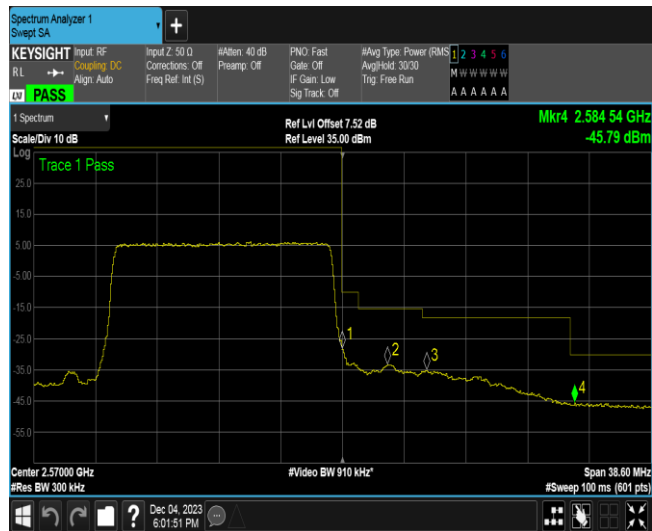 Spectrum Analyzer 1
Swept SA
+
KEYSIGHT
RL
LXI PASS
Input: RF
Coupling: DC
Align: Auto
Input Z: 50 Ω
Corrections: Off
Freq Ref: Int (S)
#Atten: 40 dB
Preamp: Off
PNO: Fast
Gate: Off
IF Gain: Low
Sig Track: Off
#Avg Type: Power (RMS
Avg|Hold: 30/30
Trig: Free Run
1 2 3 4 5 6
M W W W W W
A A A A A A
1 Spectrum
Scale/Div 10 dB
Ref Lvl Offset 7.52 dB
Ref Level 35.00 dBm
Mkr4 2.584 54 GHz
-45.79 dBm
Log
Trace 1 Pass
25.0
15.0
5.00
-5.00
-15.0
-25.0
-35.0
-45.0
-55.0
1
2
3
4
Center 2.57000 GHz
#Res BW 300 kHz
#Video BW 910 kHz*
Span 38.60 MHz
#Sweep 100 ms (601 pts)
?
Dec 04, 2023
6:01:51 PM